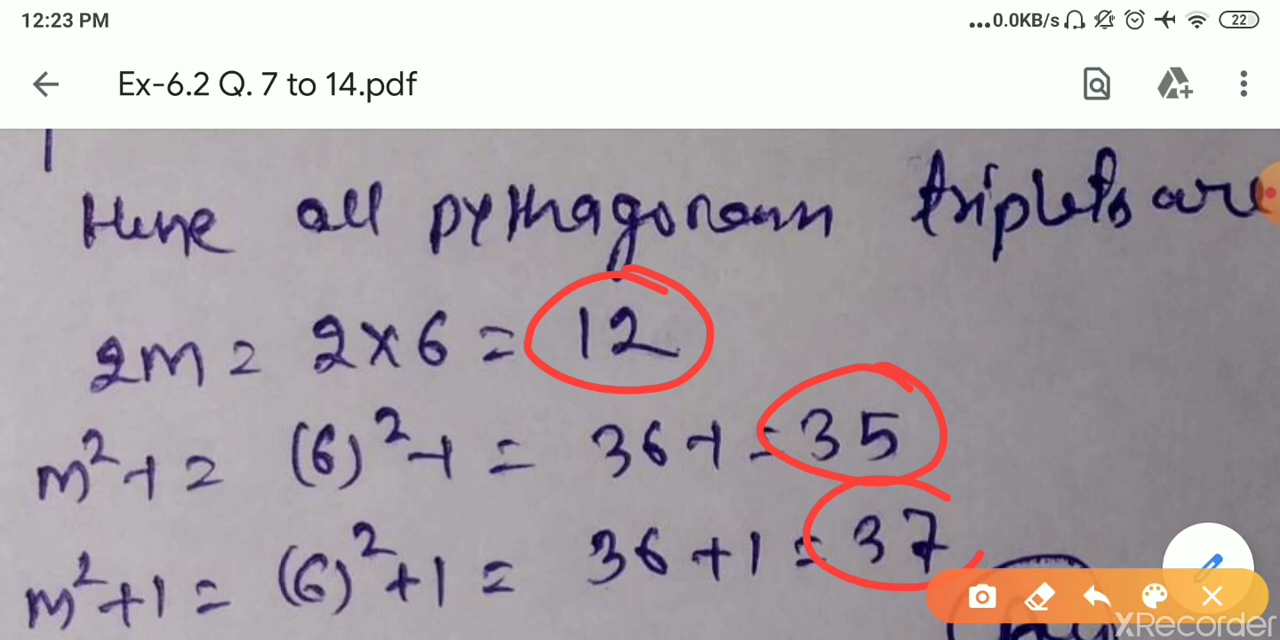 12:23 PM
...0.0KB/s 22
Ex-6.2 Q. 7 to 14.pdf
Here all pythagorean triplets are
2m = 2×6 = 12
m²-1 = (6)²-1 = 36-1 = 35
m²+1 = (6)²+1 = 36+1 = 37
XRecorder